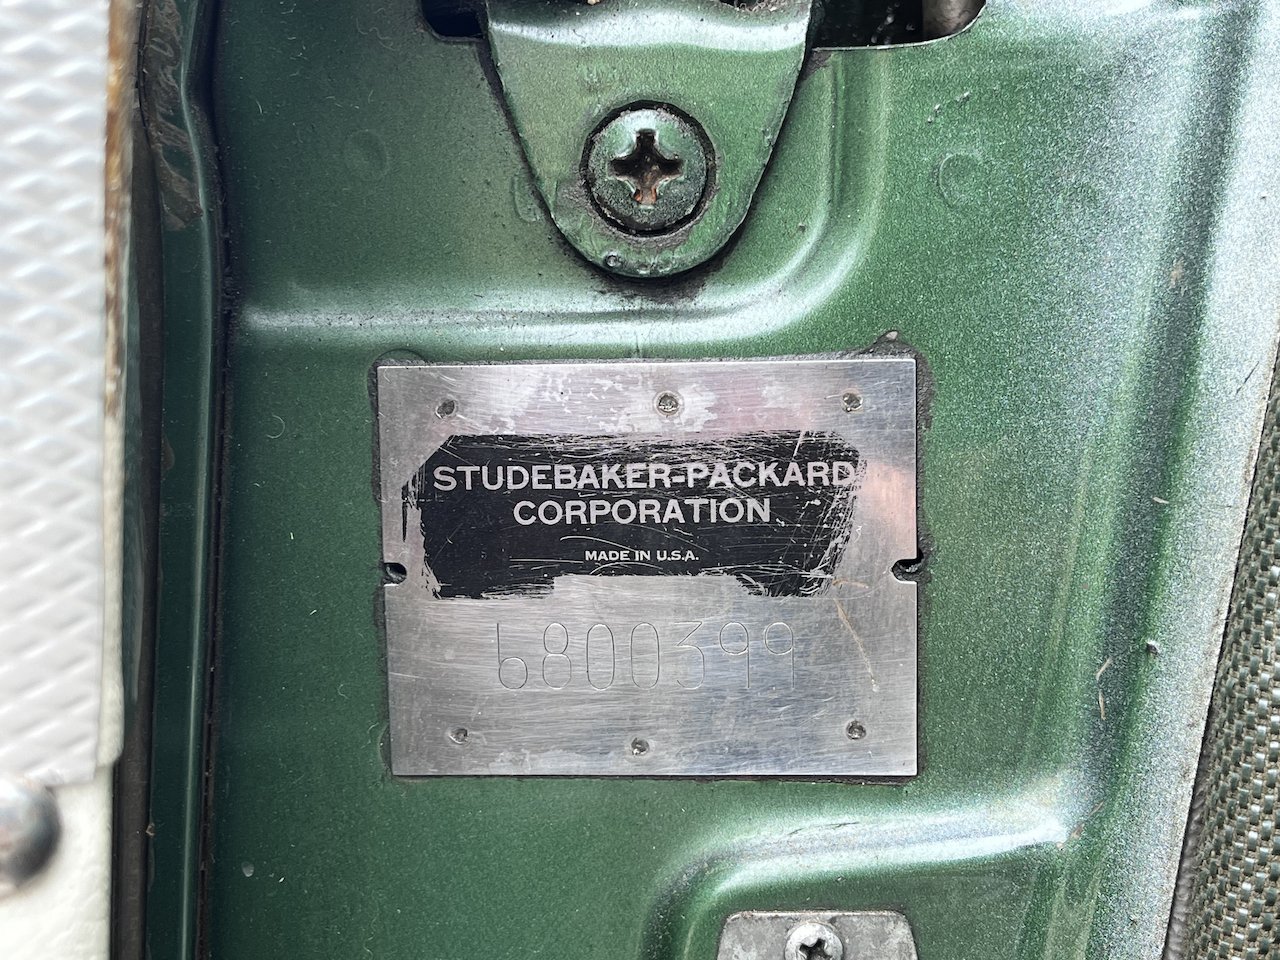 STUDEBAKER-PACKARD
CORPORATION
MADE IN U.S.A.
6800399